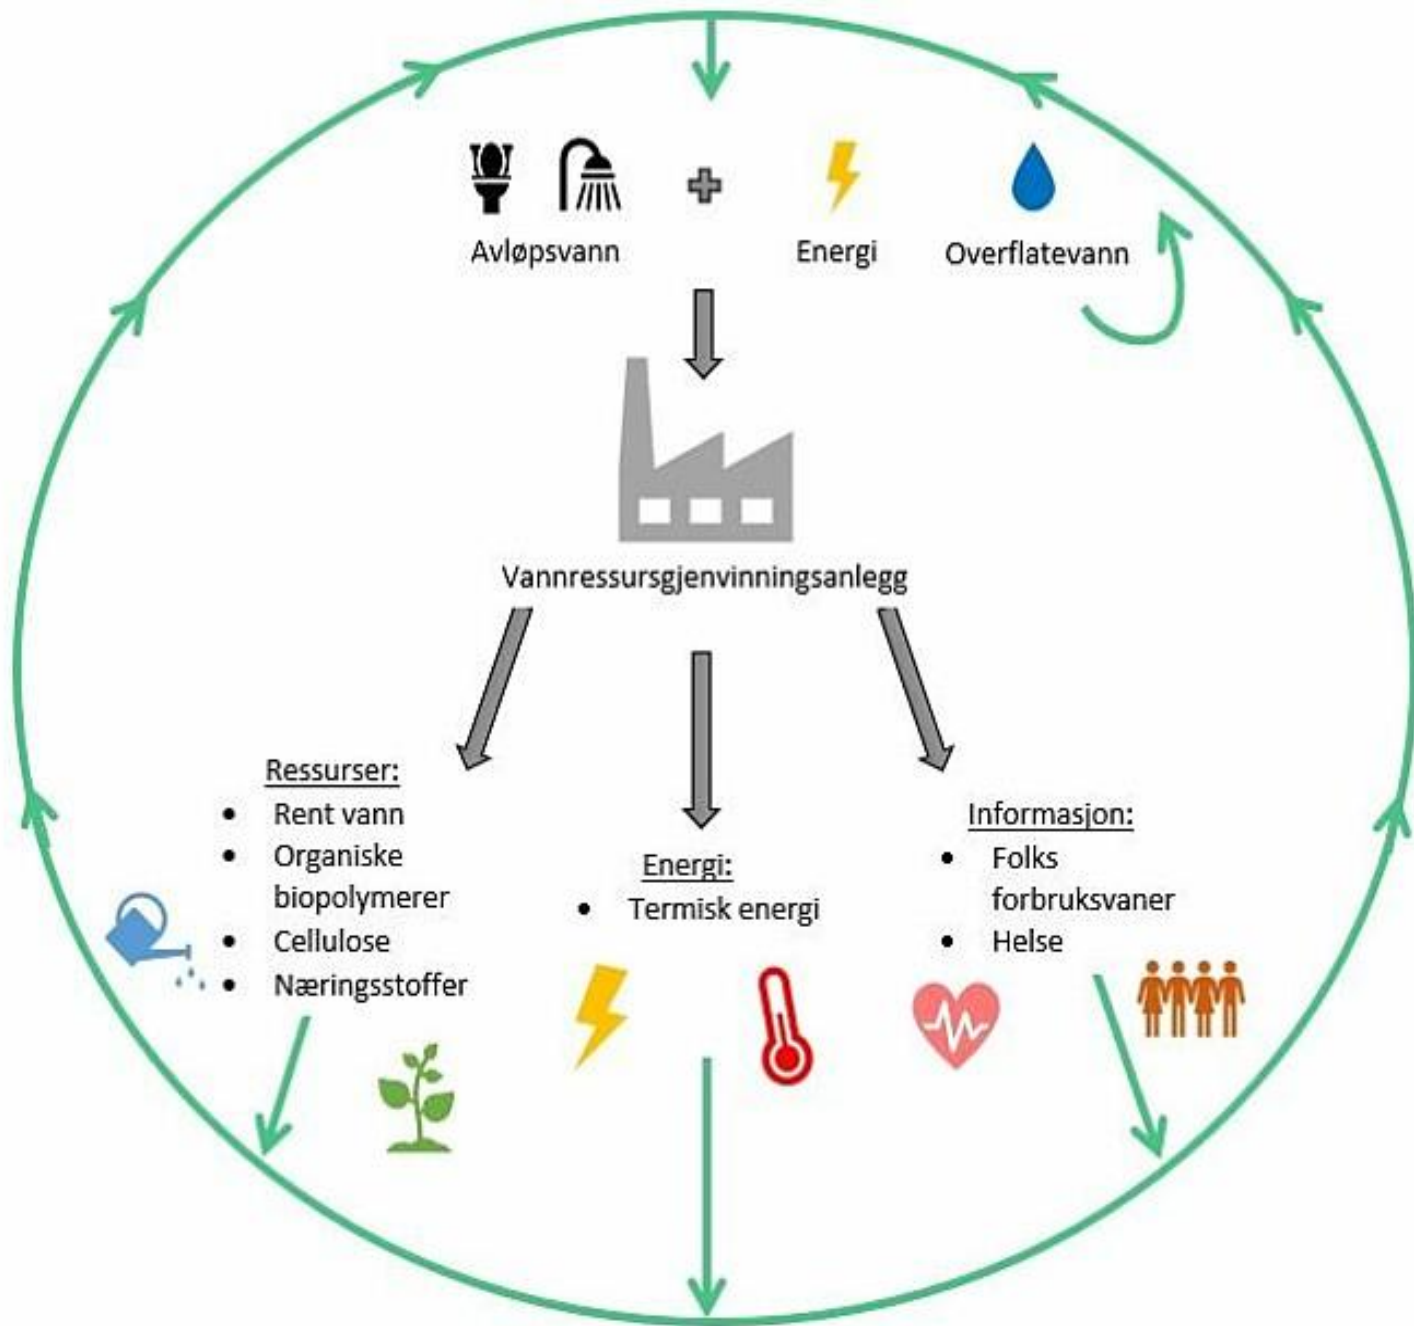 Avløpsvann
Energi
Overflatevann
Vannressursgjenvinningsanlegg
Ressurser:
• Rent vann
• Organiske
biopolymerer
• Cellulose
• Næringsstoffer
Energi:
• Termisk energi
Informasjon:
• Folks
forbruksvaner
• Helse